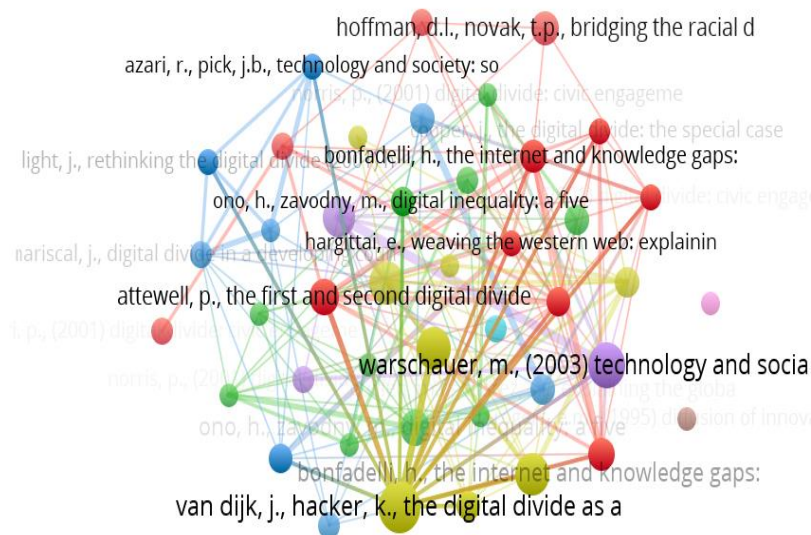 hoffman, d.l., novak, t.p., bridging the racial d
azari, r., pick, j.b., technology and society: so
norris, p., (2001) digital divide: civic engageme
the digital divide: the special case
light, j., rethinking the digital divide
bonfadelli, h., the internet and knowledge gaps:
divide: civic engag
ono, h., zavodny, m., digital inequality: a five
hargittai, e., weaving the western web: explainin
mariscal, j., digital divide in a developing
attewell, p., the first and second digital divide
p., (2001) digital divide:
warschauer, m., (2003) technology and socia
norris, p.,
the globa
(1995) diffusion of innova
ono, h., zavodny, m., digital inequality: a five
bonfadelli, h., the internet and knowledge gaps:
van dijk, j., hacker, k., the digital divide as a